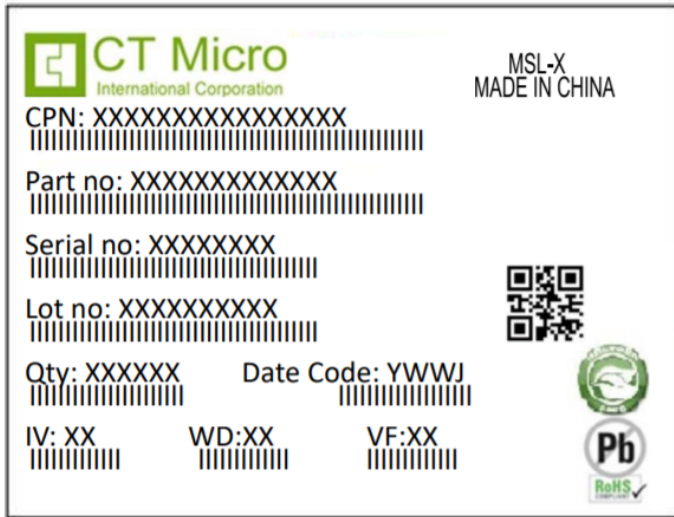 CT Micro
International Corporation
MSL-X
MADE IN CHINA
CPN: XXXXXXXXXXXXXXXX
Part no: XXXXXXXXXXXXX
Serial no: XXXXXXXX
Lot no: XXXXXXXXXX
Qty: XXXXXX Date Code: YWWJ
IV: XX WD:XX VF:XX
Pb
RoHS
COMPLIANT